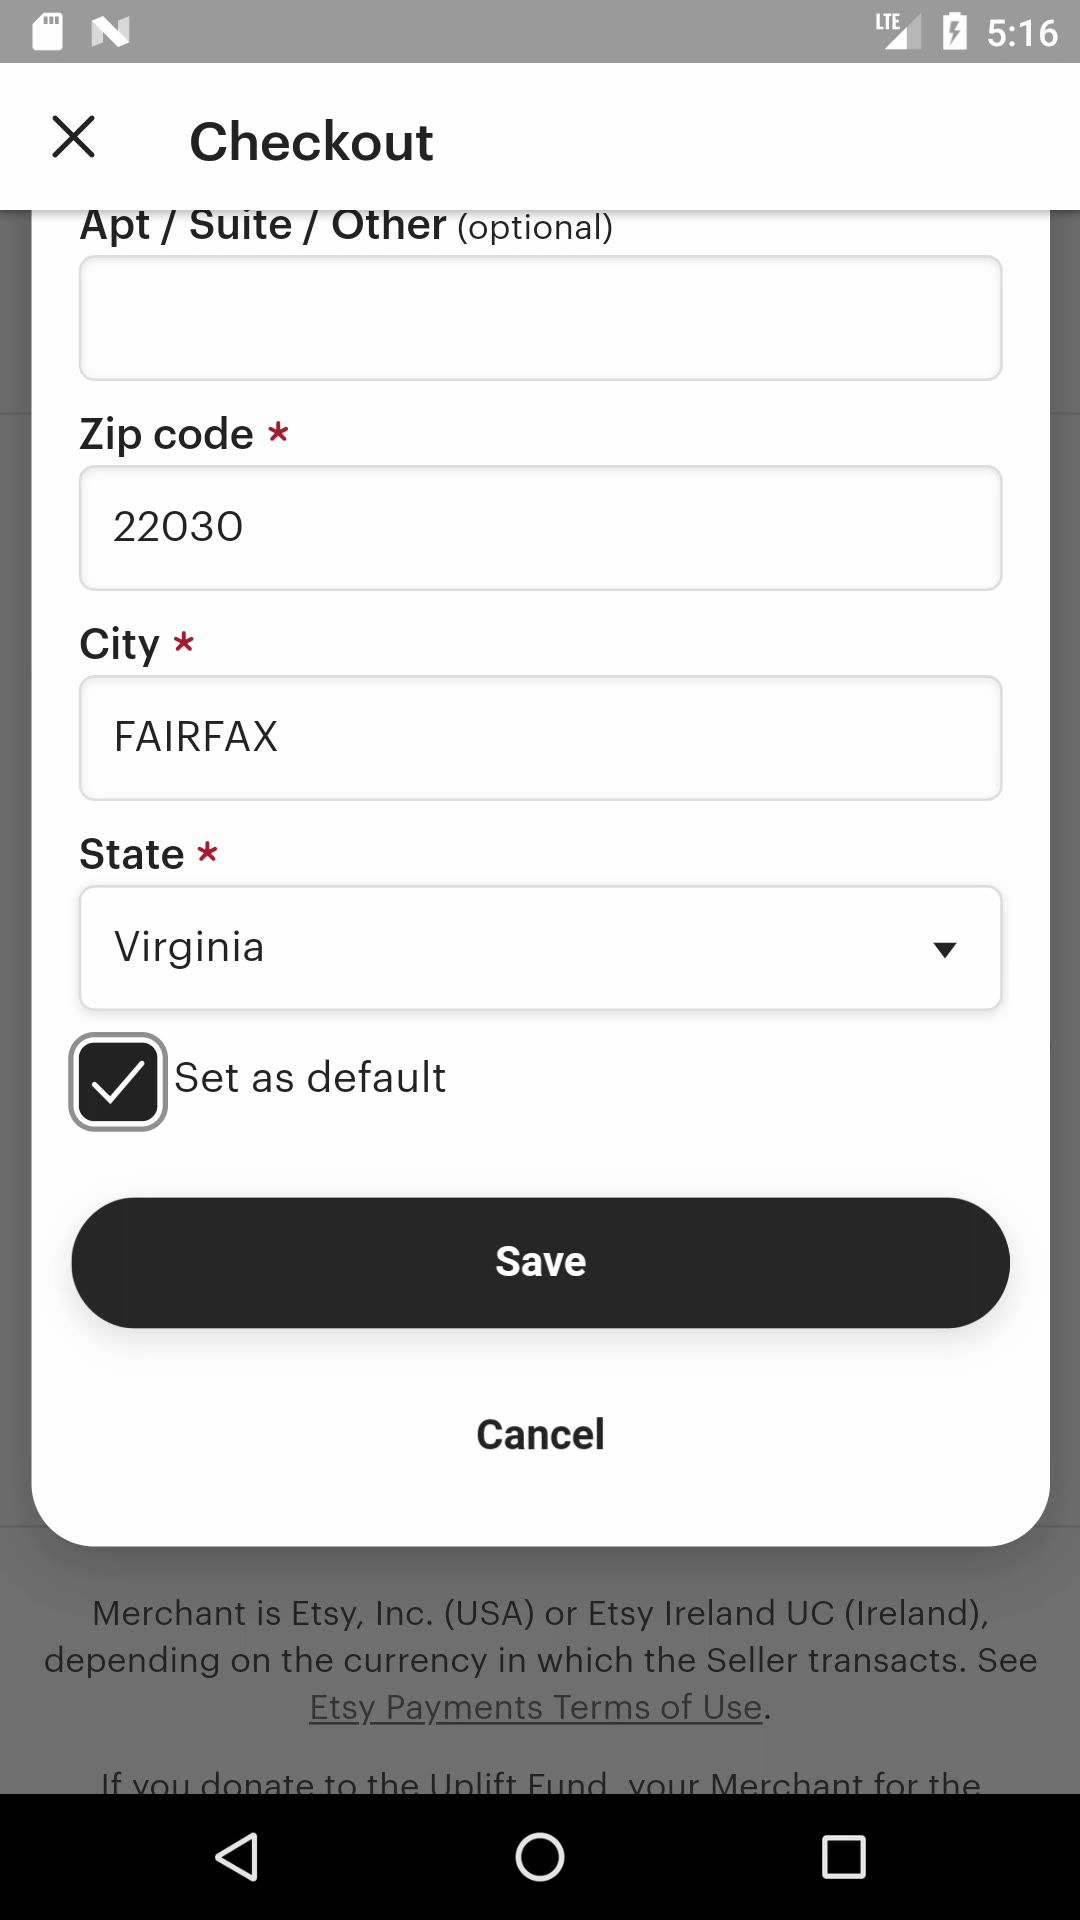 LTE 5:16
Checkout
Apt / Suite / Other (optional)
Zip code *
22030
City *
FAIRFAX
State *
Virginia
Set as default
Save
Cancel
Merchant is Etsy, Inc. (USA) or Etsy Ireland UC (Ireland),
depending on the currency in which the Seller transacts. See
Etsy Payments Terms of Use.
If you donate to the Uplift Fund, your Merchant for the